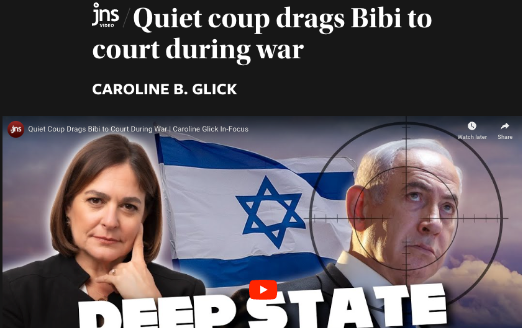 jns VIDEO / Quiet coup drags Bibi to
court during war
CAROLINE B. GLICK
jns Quiet Coup Drags Bibi to Court During War | Caroline Glick In-Focus
Watch later
Share
DEEP STATE